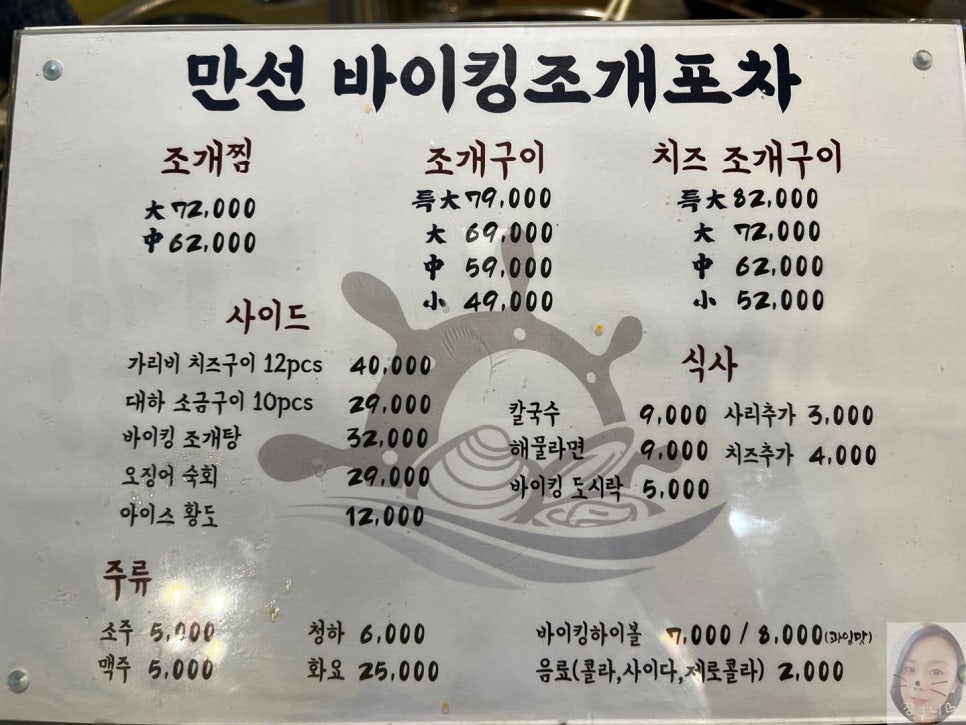 만선 바이킹조개포차
조개찜
大 72,000
中 62,000
조개구이
특大 79,000
大 69,000
中 59,000
小 49,000
치즈 조개구이
특大 82,000
大 72,000
中 62,000
小 52,000
사이드
가리비 치즈구이 12pcs 40,000
대하 소금구이 10pcs 29,000
바이킹 조개탕 32,000
오징어 숙회 29,000
아이스 황도 12,000
식사
칼국수 9,000 사리추가 3,000
해물라면 9,000 치즈추가 4,000
바이킹 도시락 5,000
주류
소주 5,000 청하 6,000 바이킹하이볼 7,000 / 8,000(과일맛)
맥주 5,000 화요 25,000 음료(콜라,사이다,제로콜라) 2,000